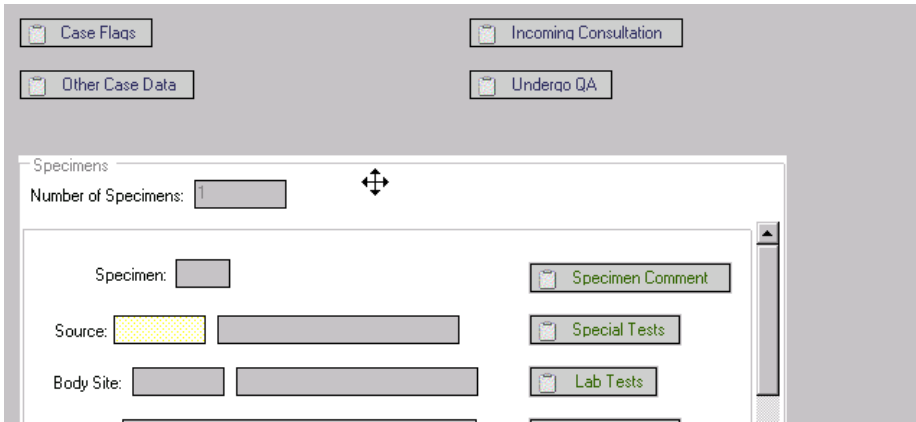 Case Flags
Incoming Consultation
Other Case Data
Undergo QA
Specimens
Number of Specimens: 1
Specimen:
Specimen Comment
Source:
Special Tests
Body Site:
Lab Tests